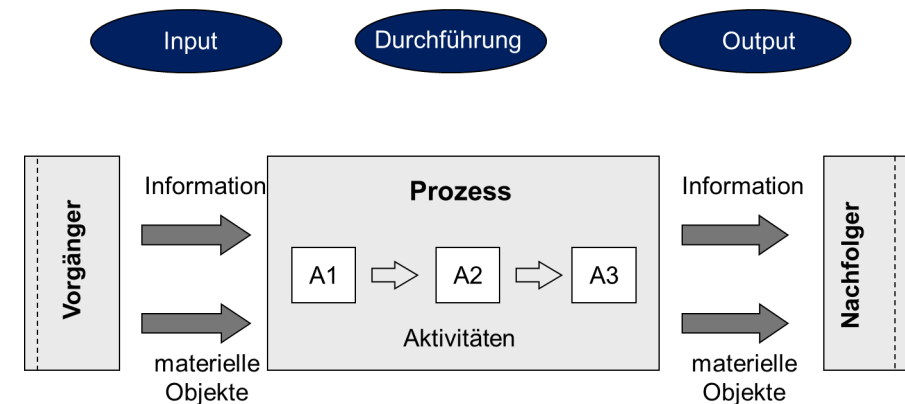 Input
Durchführung
Output
Vorgänger
Information
materielle
Objekte
Prozess
A1
A2
A3
Aktivitäten
Information
materielle
Objekte
Nachfolger